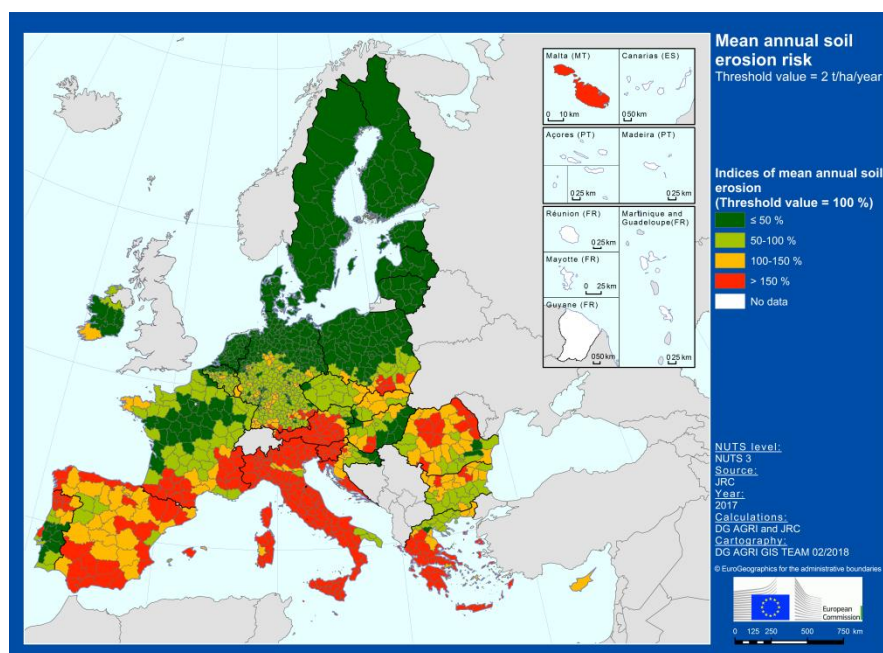 Mean annual soil
erosion risk
Threshold value = 2 t/ha/year
Malta (MT)
0 10 km
Canarias (ES)
0 50 km
Açores (PT)
0 25 km
Madeira (PT)
0 25 km
Réunion (FR)
0 25 km
Martinique and
Guadeloupe(FR)
0 25 km
Mayotte (FR)
0 25 km
Guyane (FR)
0 50 km
Indices of mean annual soil
erosion
(Threshold value = 100 %)
≤ 50 %
50-100 %
100-150 %
> 150 %
No data
NUTS level:
NUTS 3
Source:
JRC
Year:
2017
Calculations:
DG AGRI and JRC
Cartography:
DG AGRI GIS TEAM 02/2018
© EuroGeographics for the administrative boundaries
European
Commission
0 125 250 500 750 km